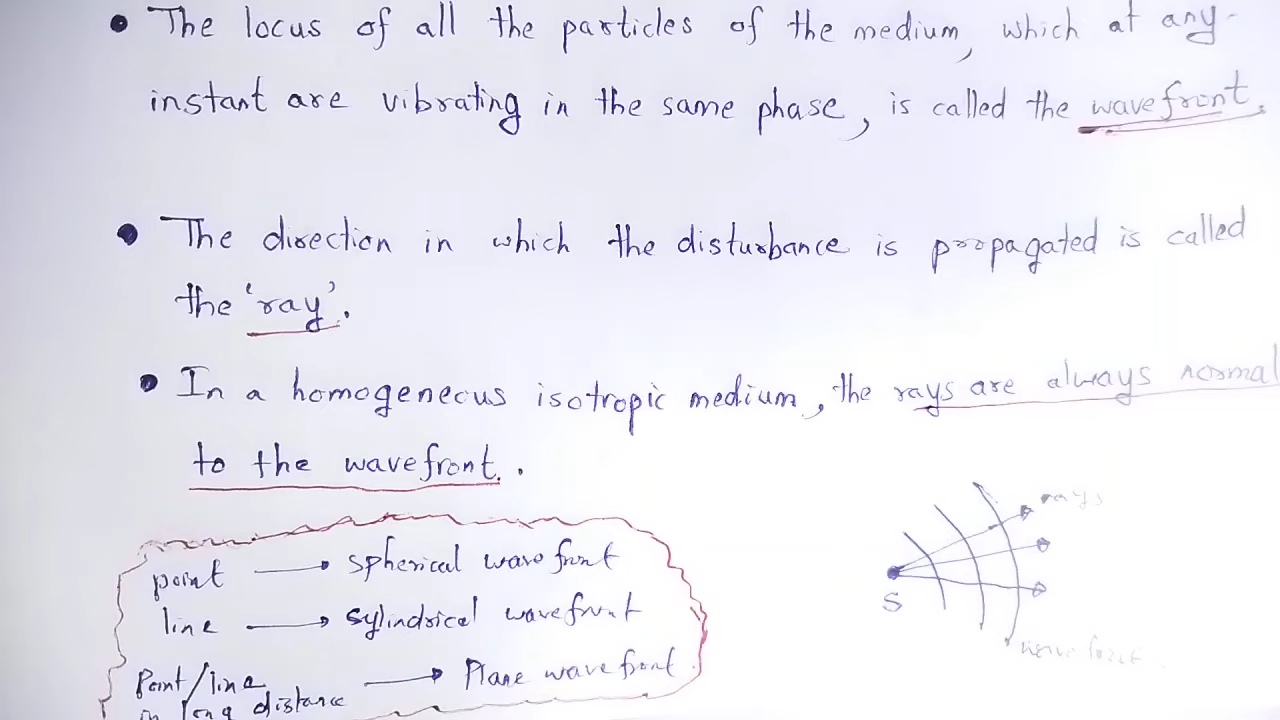 • The locus of all the particles of the medium, which at any-
instant are vibrating in the same phase, is called the wavefront.
• The direction in which the disturbance is propagated is called
the 'ray'.
• In a homogeneous isotropic medium, the rays are always normal
to the wavefront.
point → spherical wavefront
line → sylindrical wavefront
Point/line → Plane wavefront
in long distance
rays
S
wavefront